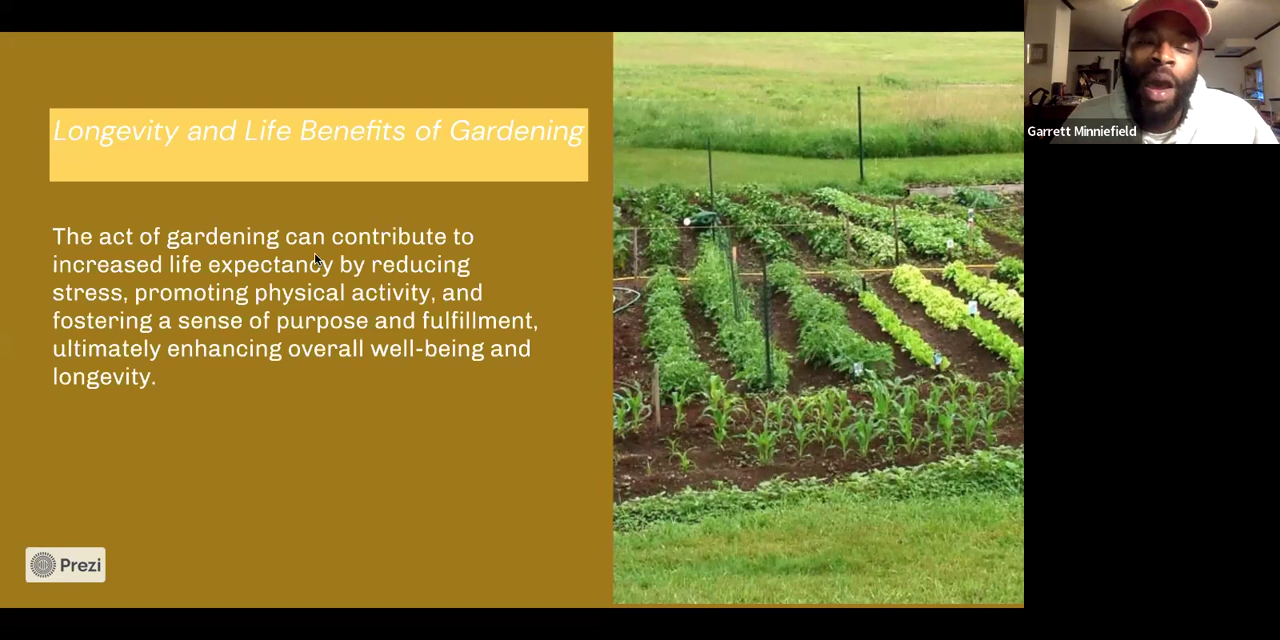 Longevity and Life Benefits of Gardening
The act of gardening can contribute to
increased life expectancy by reducing
stress, promoting physical activity, and
fostering a sense of purpose and fulfillment,
ultimately enhancing overall well-being and
longevity.
Prezi
Garrett Minniefield